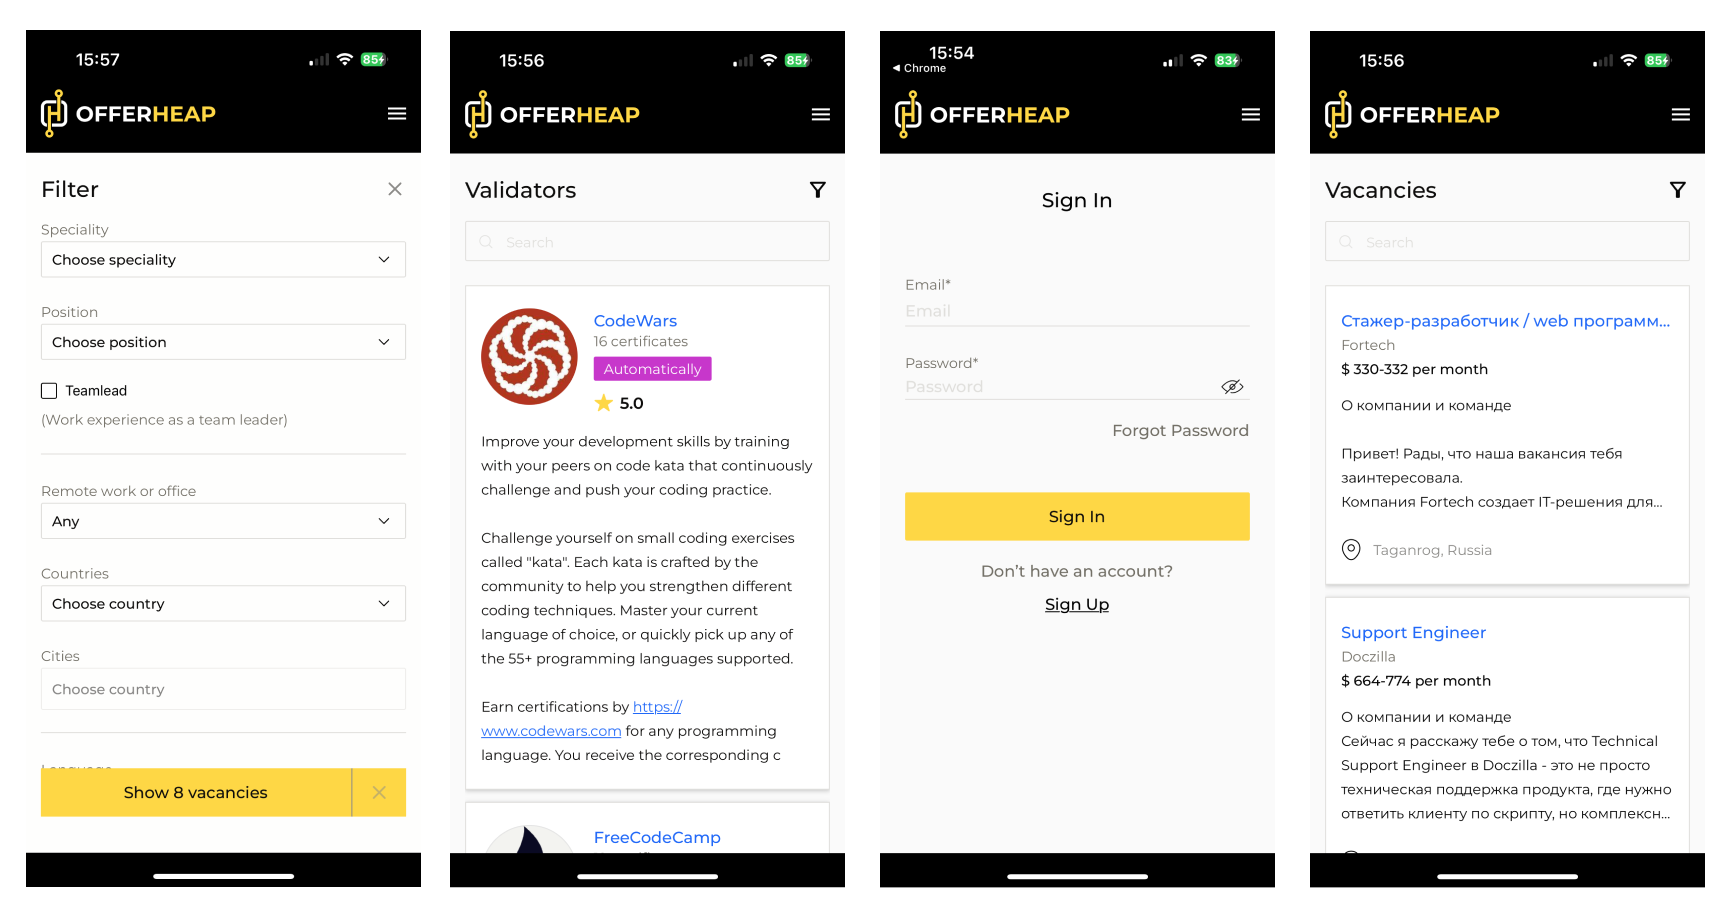 15:57
85
OFFERHEAP
Filter
Speciality
Choose speciality
Position
Choose position
Teamlead
(Work experience as a team leader)
Remote work or office
Any
Countries
Choose country
Cities
Choose country
Language
Show 8 vacancies
15:56
85
OFFERHEAP
Validators
Search
CodeWars
16 certificates
Automatically
5.0
Improve your development skills by training
with your peers on code kata that continuously
challenge and push your coding practice.
Challenge yourself on small coding exercises
called "kata". Each kata is crafted by the
community to help you strengthen different
coding techniques. Master your current
language of choice, or quickly pick up any of
the 55+ programming languages supported.
Earn certifications by https://
www.codewars.com for any programming
language. You receive the corresponding c
FreeCodeCamp
15:54
Chrome
83
OFFERHEAP
Sign In
Email*
Email
Password*
Password
Forgot Password
Sign In
Don't have an account?
Sign Up
15:56
85
OFFERHEAP
Vacancies
Search
Стажер-разработчик / web программ...
Fortech
$ 330-332 per month
О компании и команде
Привет! Рады, что наша вакансия тебя
заинтересовала.
Компания Fortech создает IT-решения для...
Taganrog, Russia
Support Engineer
Doczilla
$ 664-774 per month
О компании и команде
Сейчас я расскажу тебе о том, что Technical
Support Engineer в Doczilla - это не просто
техническая поддержка продукта, где нужно
ответить клиенту по скрипту, но комплексн...